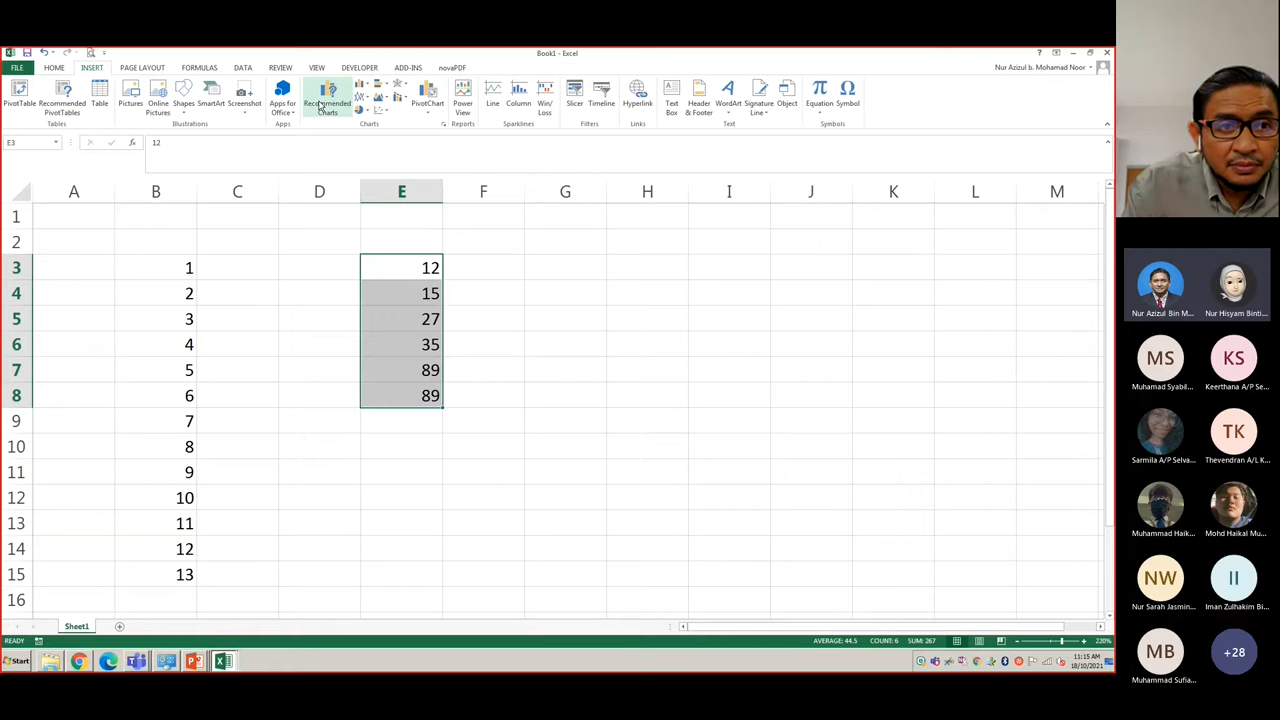 Book1 - Excel
FILE HOME INSERT PAGE LAYOUT FORMULAS DATA REVIEW VIEW DEVELOPER ADD-INS novaPDF
Nur Azizul b. Mohamad Noor
PivotTable
Recommended PivotTables
Table
Pictures
Online Pictures
Shapes
SmartArt
Screenshot
Apps for Office
Recommended Charts
PivotChart
Power View
Line
Column
Win/ Loss
Slicer
Timeline
Hyperlink
Text Box
Header & Footer
WordArt
Signature Line
Object
Equation
Symbol
Tables Illustrations Apps Charts Reports Sparklines Filters Links Text Symbols
E3 fx 12
A B C D E F G H I J K L M
1
2
3 1 12
4 2 15
5 3 27
6 4 35
7 5 89
8 6 89
9 7
10 8
11 9
12 10
13 11
14 12
15 13
16
Sheet1
READY AVERAGE: 44.5 COUNT: 6 SUM: 267 220%
Start 11:15 AM
18/10/2021
Nur Azizul Bin M... Nur Hisyam Binti...
MS KS
Muhamad Syabil... Keerthana A/P Se...
TK
Sarmila A/P Selva... Thevendran A/L K...
Muhammad Haik... Mohd Haikal Mu...
NW II
Nur Sarah Jasmin... Iman Zulhakim Bi...
MB +28
Muhammad Sufia...